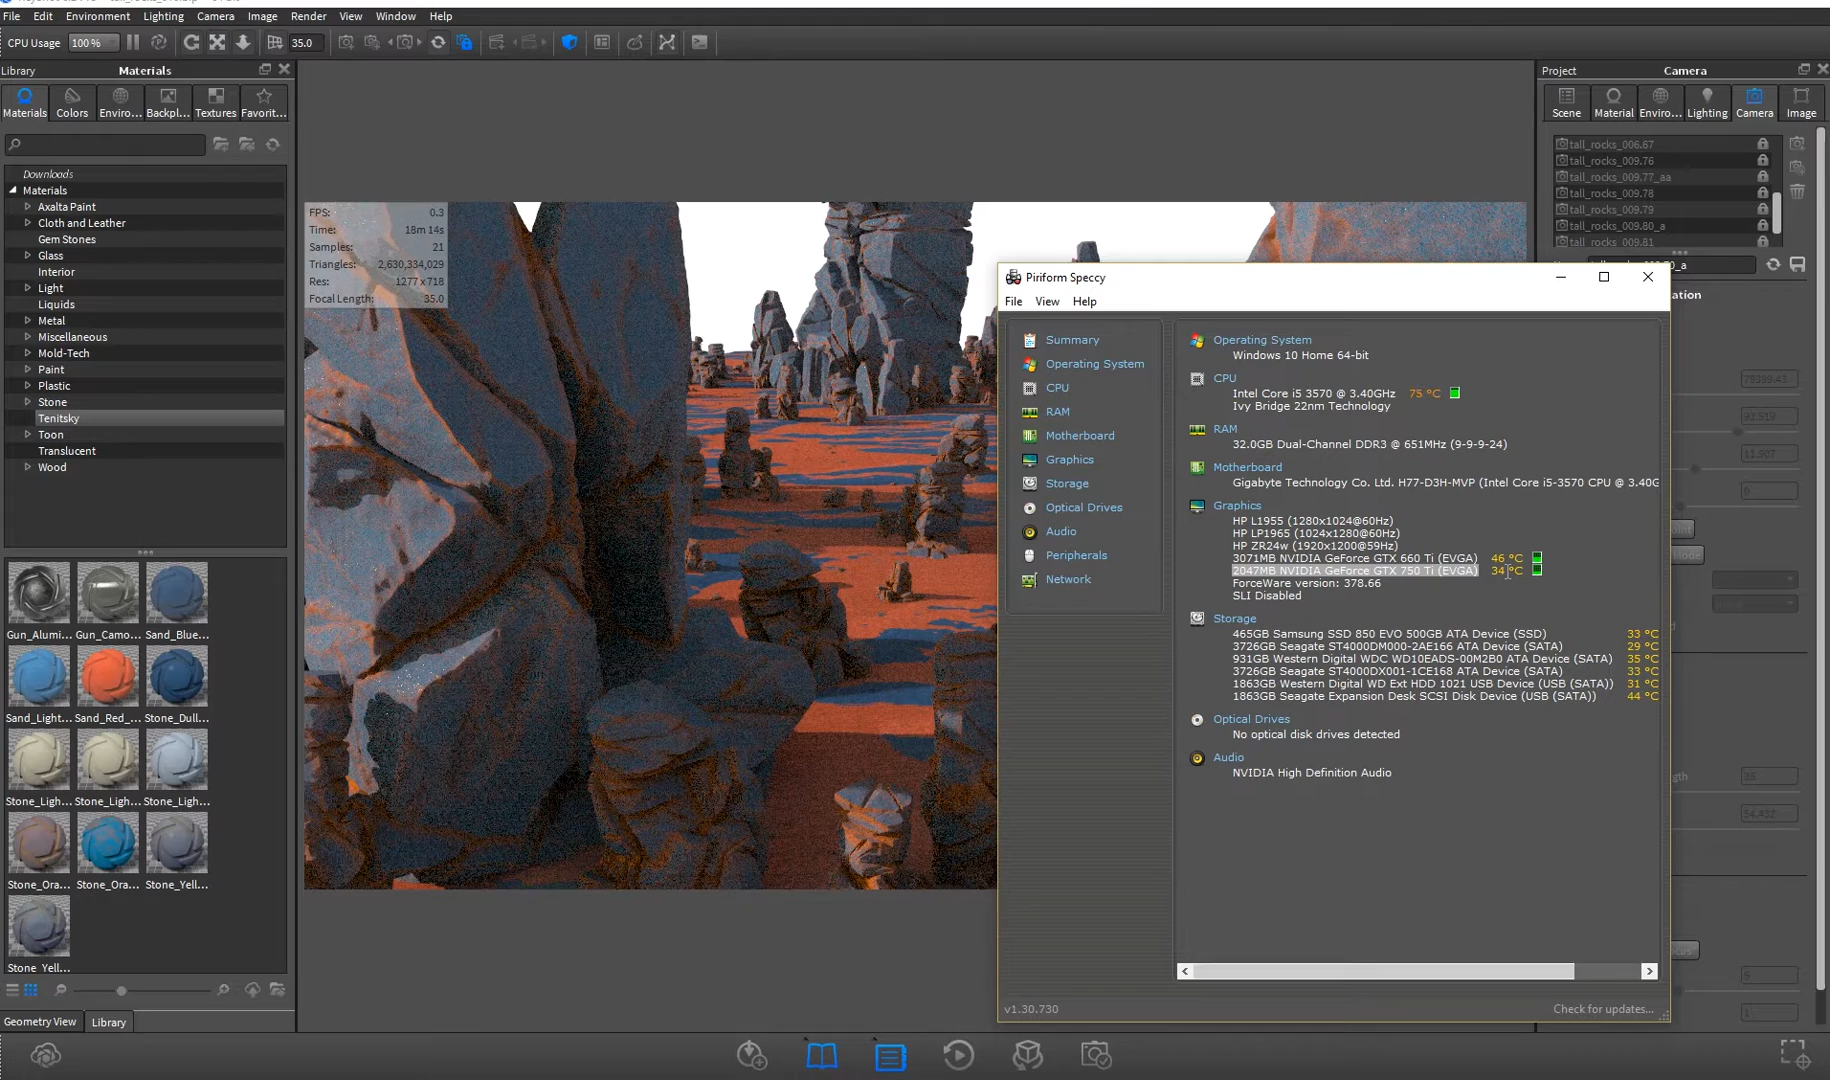 File Edit Environment Lighting Camera Image Render View Window Help
CPU Usage 100 % 35.0
Library Materials
Materials Colors Enviro... Backpl... Textures Favorit...
Downloads
Materials
Axalta Paint
Cloth and Leather
Gem Stones
Glass
Interior
Light
Liquids
Metal
Miscellaneous
Mold-Tech
Paint
Plastic
Stone
Tenitsky
Toon
Translucent
Wood
Gun_Alumi... Gun_Camo... Sand_Blue...
Sand_Light... Sand_Red_... Stone_Dull...
Stone_Ligh... Stone_Ligh... Stone_Ligh...
Stone_Ora... Stone_Ora... Stone_Yell...
Stone Yell...
Geometry View Library
FPS: 0.3
Time: 18m 14s
Samples: 21
Triangles: 2,630,334,029
Res: 1277 x 718
Focal Length: 35.0
Project Camera
Scene Material Enviro... Lighting Camera Image
tall_rocks_006.67
tall_rocks_009.76
tall_rocks_009.77_aa
tall_rocks_009.78
tall_rocks_009.79
tall_rocks_009.80_a
tall_rocks_009.81
Piriform Speccy
File View Help
Summary
Operating System
CPU
RAM
Motherboard
Graphics
Storage
Optical Drives
Audio
Peripherals
Network
Operating System
Windows 10 Home 64-bit
CPU
Intel Core i5 3570 @ 3.40GHz 75 °C
Ivy Bridge 22nm Technology
RAM
32.0GB Dual-Channel DDR3 @ 651MHz (9-9-9-24)
Motherboard
Gigabyte Technology Co. Ltd. H77-D3H-MVP (Intel Core i5-3570 CPU @ 3.40G
Graphics
HP L1955 (1280x1024@60Hz)
HP LP1965 (1024x1280@60Hz)
HP ZR24w (1920x1200@59Hz)
3071MB NVIDIA GeForce GTX 660 Ti (EVGA) 46 °C
2047MB NVIDIA GeForce GTX 750 Ti (EVGA) 34 °C
ForceWare version: 378.66
SLI Disabled
Storage
465GB Samsung SSD 850 EVO 500GB ATA Device (SSD) 33 °C
3726GB Seagate ST4000DM000-2AE166 ATA Device (SATA) 29 °C
931GB Western Digital WDC WD10EADS-00M2B0 ATA Device (SATA) 35 °C
3726GB Seagate ST4000DX001-1CE168 ATA Device (SATA) 33 °C
1863GB Western Digital WD Ext HDD 1021 USB Device (USB (SATA)) 31 °C
1863GB Seagate Expansion Desk SCSI Disk Device (USB (SATA)) 44 °C
Optical Drives
No optical disk drives detected
Audio
NVIDIA High Definition Audio
v1.30.730 Check for updates...